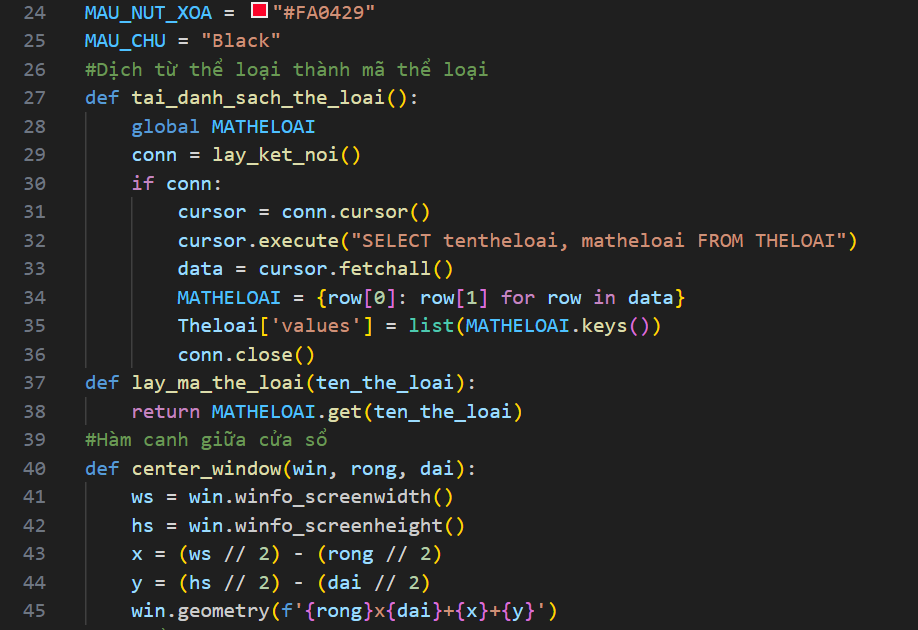 24 MAU_NUT_XOA = "#FA0429"
25 MAU_CHU = "Black"
26 #Dịch từ thể loại thành mã thể loại
27 def tai_danh_sach_the_loai():
28     global MATHELOAI
29     conn = lay_ket_noi()
30     if conn:
31         cursor = conn.cursor()
32         cursor.execute("SELECT tentheloai, matheloai FROM THELOAI")
33         data = cursor.fetchall()
34         MATHELOAI = {row[0]: row[1] for row in data}
35         Theloai['values'] = list(MATHELOAI.keys())
36         conn.close()
37 def lay_ma_the_loai(ten_the_loai):
38     return MATHELOAI.get(ten_the_loai)
39 #Hàm canh giữa cửa sổ
40 def center_window(win, rong, dai):
41     ws = win.winfo_screenwidth()
42     hs = win.winfo_screenheight()
43     x = (ws // 2) - (rong // 2)
44     y = (hs // 2) - (dai // 2)
45     win.geometry(f'{rong}x{dai}+{x}+{y}')